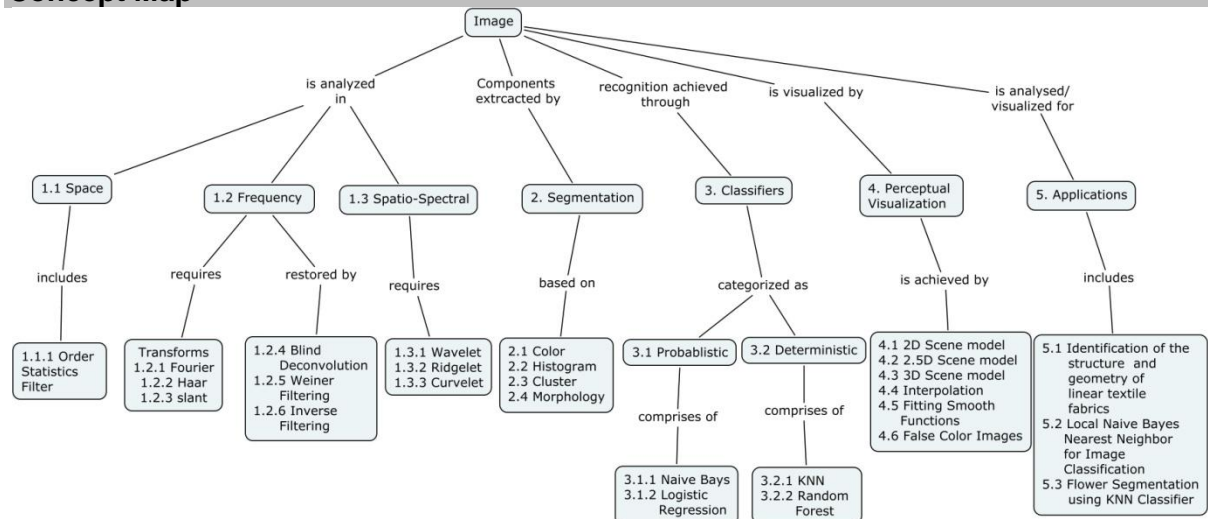 Concept Map
Image
is analyzed
in
Components
extrcacted by
recognition achieved
through
is visualized by
is analysed/
visualized for
1.1 Space
1.2 Frequency
1.3 Spatio-Spectral
2. Segmentation
3. Classifiers
4. Perceptual
Visualization
5. Applications
includes
requires
restored by
requires
based on
categorized as
is achieved by
includes
1.1.1 Order
Statistics
Filter
Transforms
1.2.1 Fourier
1.2.2 Haar
1.2.3 slant
1.2.4 Blind
Deconvolution
1.2.5 Weiner
Filtering
1.2.6 Inverse
Filtering
1.3.1 Wavelet
1.3.2 Ridgelet
1.3.3 Curvelet
2.1 Color
2.2 Histogram
2.3 Cluster
2.4 Morphology
3.1 Probablistic
3.2 Deterministic
comprises of
comprises of
3.1.1 Naive Bays
3.1.2 Logistic
Regression
3.2.1 KNN
3.2.2 Random
Forest
4.1 2D Scene model
4.2 2.5D Scene model
4.3 3D Scene model
4.4 Interpolation
4.5 Fitting Smooth
Functions
4.6 False Color Images
5.1 Identification of the
structure and
geometry of
linear textile
fabrics
5.2 Local Naive Bayes
Nearest Neighbor
for Image
Classification
5.3 Flower Segmentation
using KNN Classifier